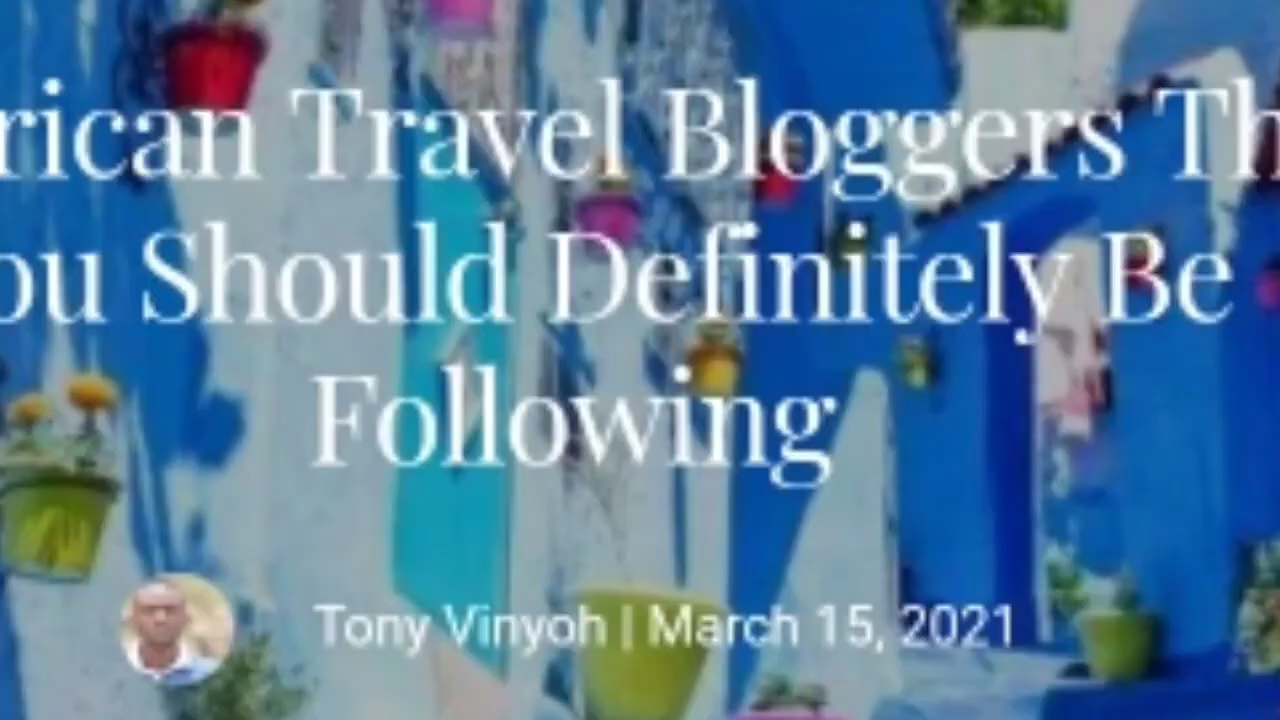 rican Travel Bloggers Th
ou Should Definitely Be
Following
Tony Vinyoh | March 15, 2021